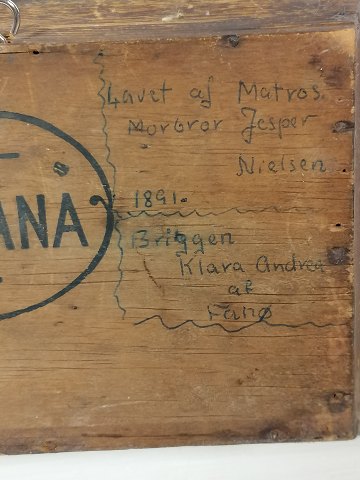 Lavet af Matros.
Morbror Jesper
Nielsen
1891.
Briggen
Klara Andrea
af
Fanø
ANA